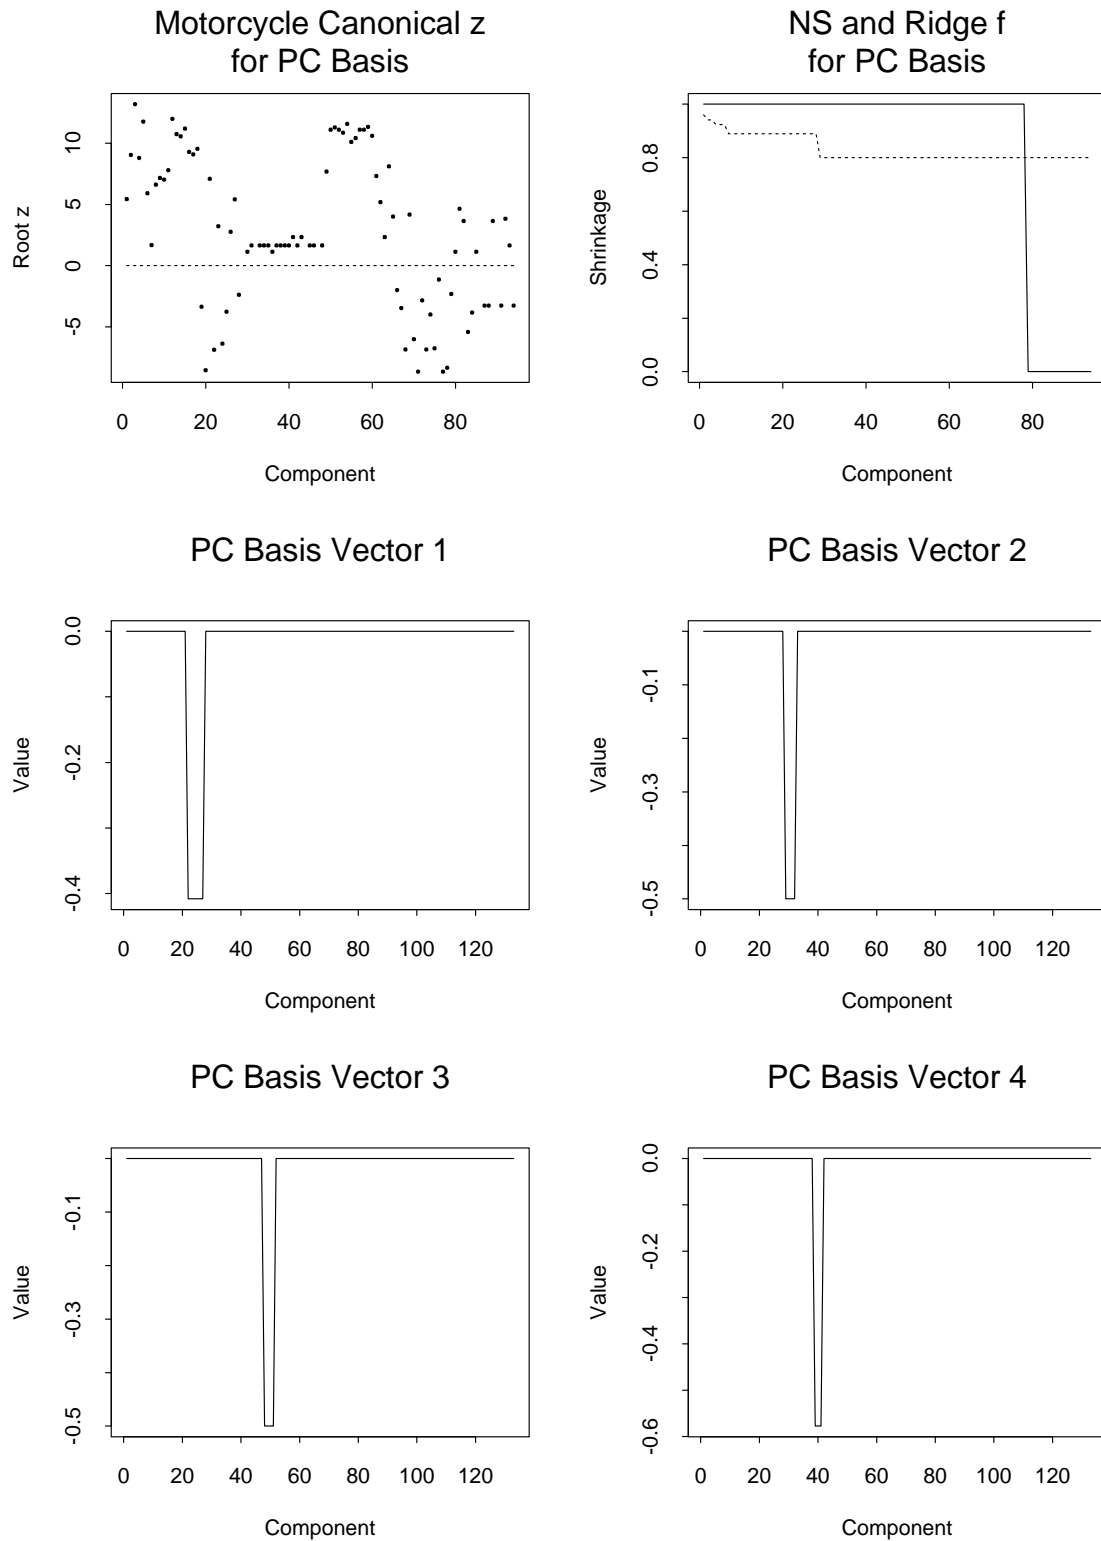 Motorcycle Canonical z
for PC Basis
Root z
10
5
0
-5
0 20 40 60 80
Component
NS and Ridge f
for PC Basis
Shrinkage
0.8
0.4
0.0
0 20 40 60 80
Component
PC Basis Vector 1
Value
0.0
-0.2
-0.4
0 20 40 60 80 100 120
Component
PC Basis Vector 2
Value
-0.1
-0.3
-0.5
0 20 40 60 80 100 120
Component
PC Basis Vector 3
Value
-0.1
-0.3
-0.5
0 20 40 60 80 100 120
Component
PC Basis Vector 4
Value
0.0
-0.2
-0.4
-0.6
0 20 40 60 80 100 120
Component